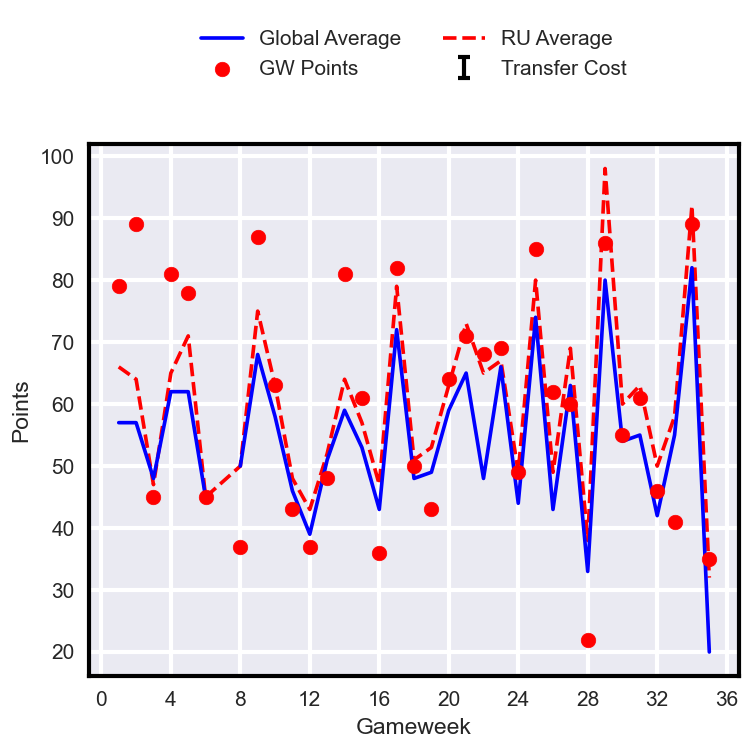 Global Average
RU Average
GW Points
Transfer Cost
100
90
80
70
60
50
40
30
20
Points
0 4 8 12 16 20 24 28 32 36
Gameweek